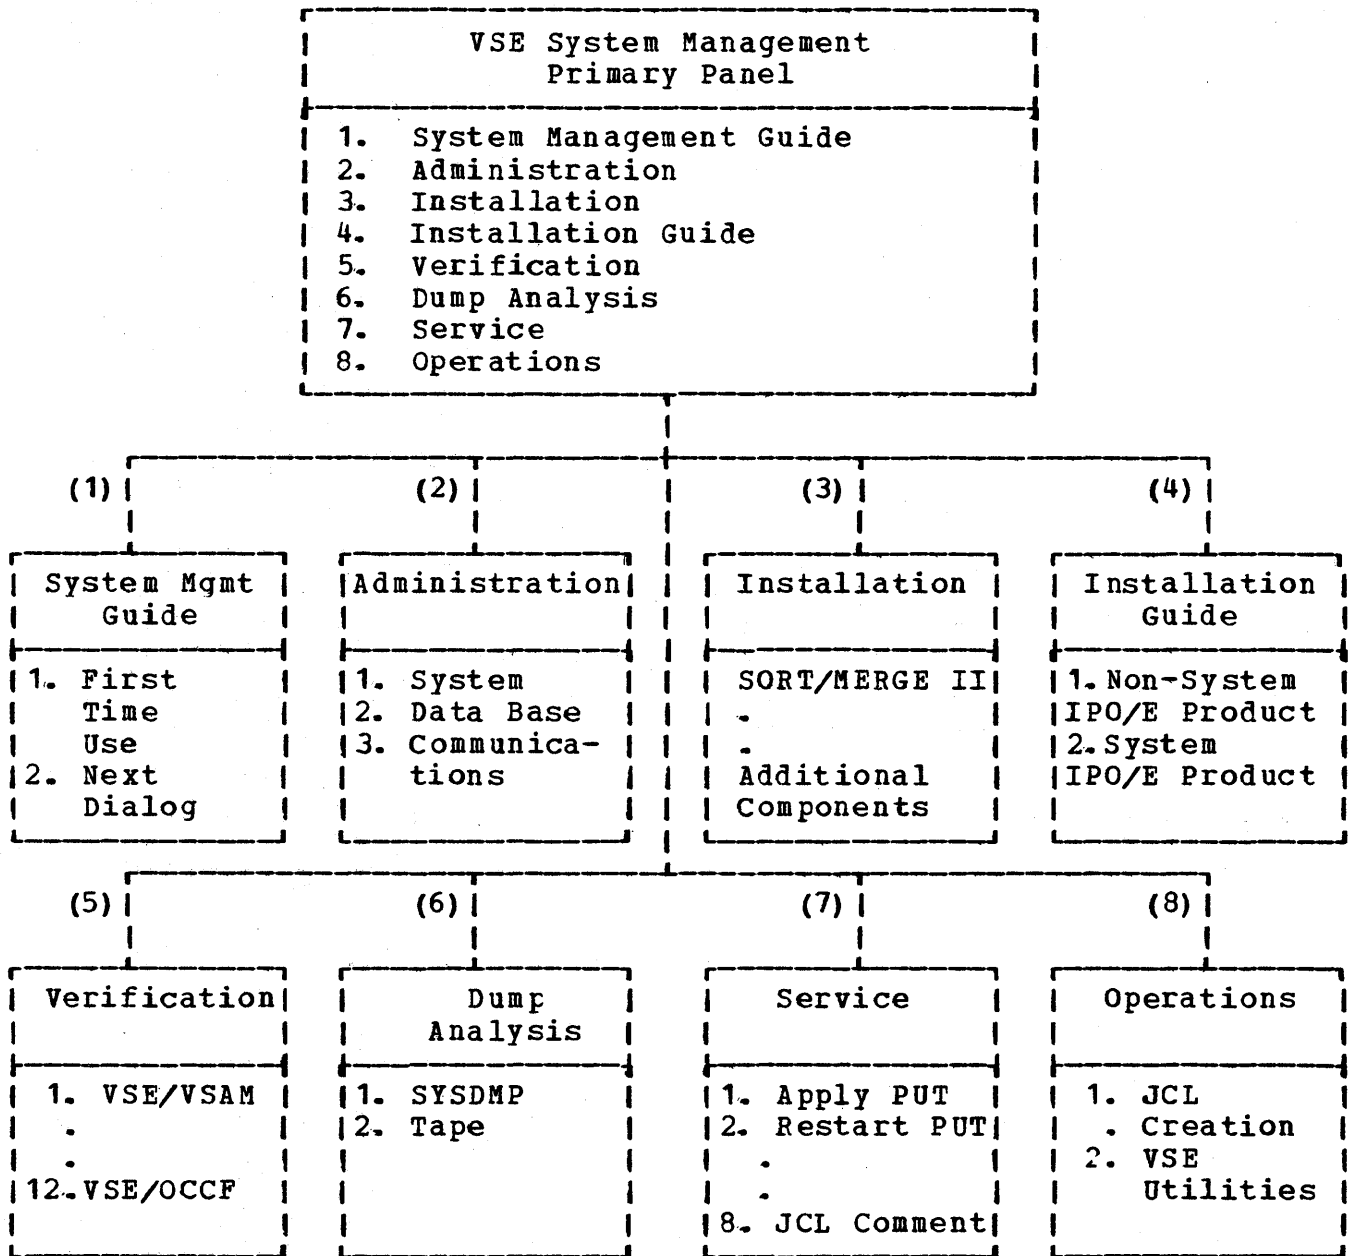 VSE System Management
Primary Panel
1. System Management Guide
2. Administration
3. Installation
4. Installation Guide
5. Verification
6. Dump Analysis
7. Service
8. Operations
(1)
(2)
(3)
(4)
System Mgmt
Guide
1. First
Time
Use
2. Next
Dialog
Administration
1. System
2. Data Base
3. Communica-
tions
Installation
SORT/MERGE II
.
.
Additional
Components
Installation
Guide
1. Non-System
IPO/E Product
2. System
IPO/E Product
(5)
(6)
(7)
(8)
Verification
1. VSE/VSAM
.
.
12. VSE/OCCF
Dump
Analysis
1. SYSDMP
2. Tape
Service
1. Apply PUT
2. Restart PUT
.
.
8. JCL Comment
Operations
1. JCL
. Creation
2. VSE
Utilities